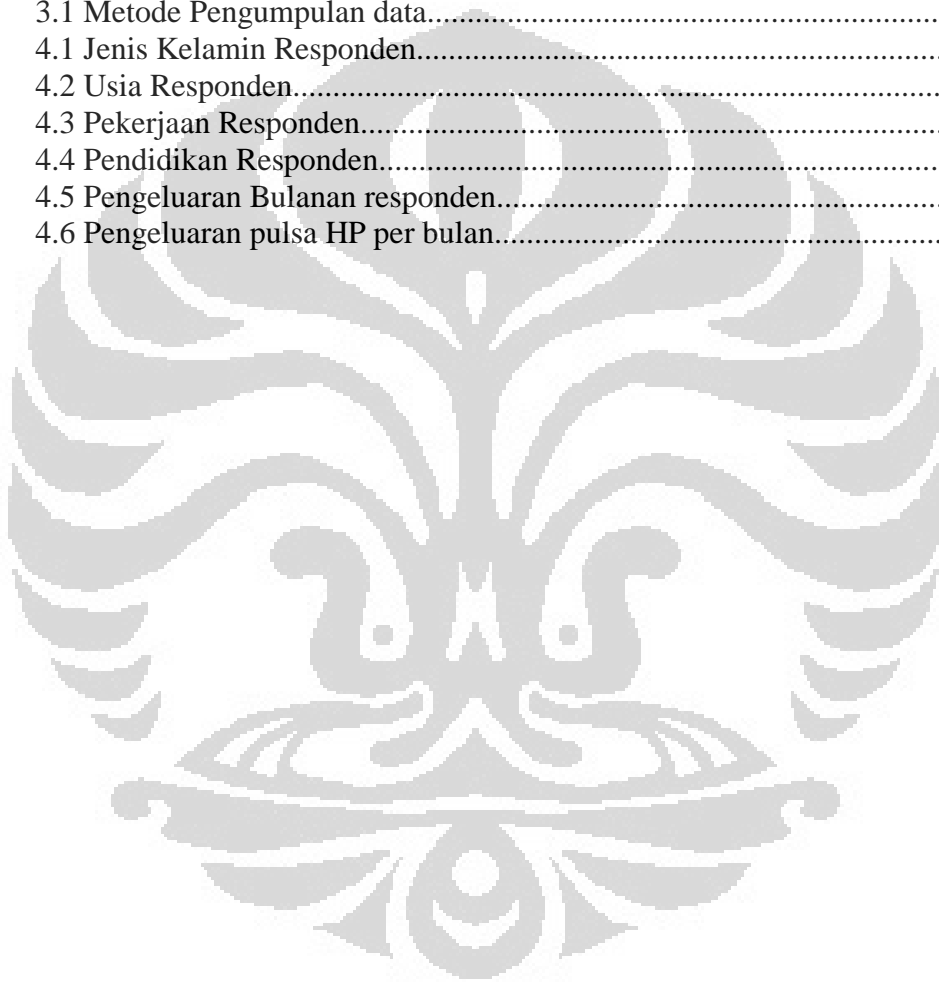 3.1 Metode Pengumpulan data......................................................................
4.1 Jenis Kelamin Responden.......................................................................
4.2 Usia Responden.......................................................................................
4.3 Pekerjaan Responden..............................................................................
4.4 Pendidikan Responden............................................................................
4.5 Pengeluaran Bulanan responden.............................................................
4.6 Pengeluaran pulsa HP per bulan.............................................................